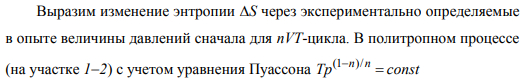 Выразим изменение энтропии ΔS через экспериментально определяемые
в опыте величины давлений сначала для nVT-цикла. В политропном процессе
(на участке 1–2) с учетом уравнения Пуассона Tp^(1−n)/n = const